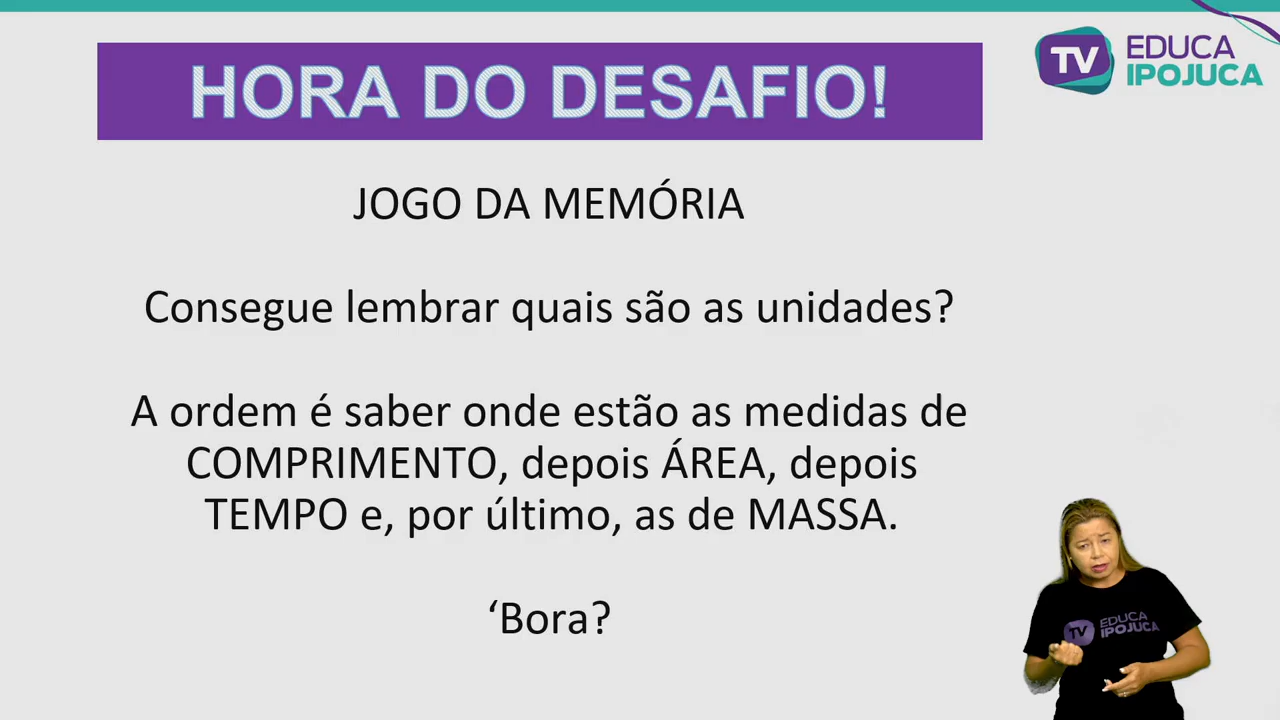 HORA DO DESAFIO!
TV EDUCA
IPOJUCA
JOGO DA MEMÓRIA
Consegue lembrar quais são as unidades?
A ordem é saber onde estão as medidas de
COMPRIMENTO, depois ÁREA, depois
TEMPO e, por último, as de MASSA.
‘Bora?
TV EDUCA
IPOJUCA